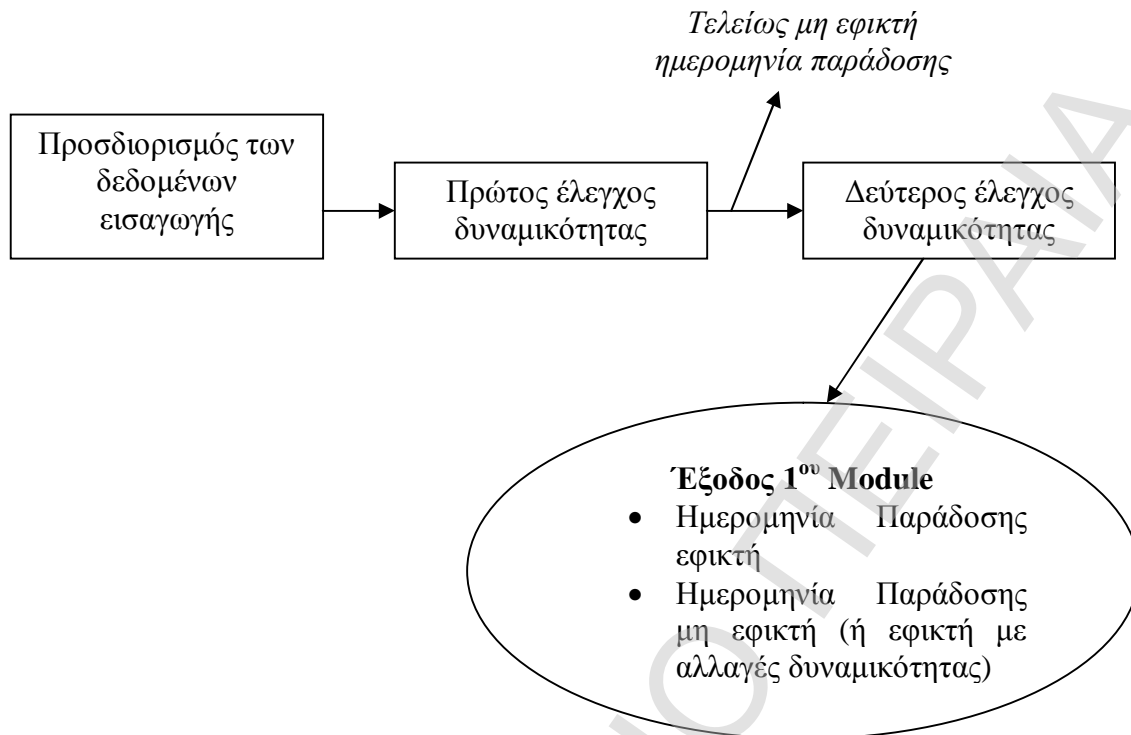 Τελείως μη εφικτή
ημερομηνία παράδοσης
Προσδιορισμός των
δεδομένων
εισαγωγής
Πρώτος έλεγχος
δυναμικότητας
Δεύτερος έλεγχος
δυναμικότητας
Έξοδος 1ου Module
• Ημερομηνία Παράδοσης
εφικτή
• Ημερομηνία Παράδοσης
μη εφικτή (ή εφικτή με
αλλαγές δυναμικότητας)
ΠΕΙΡΑΙΑ